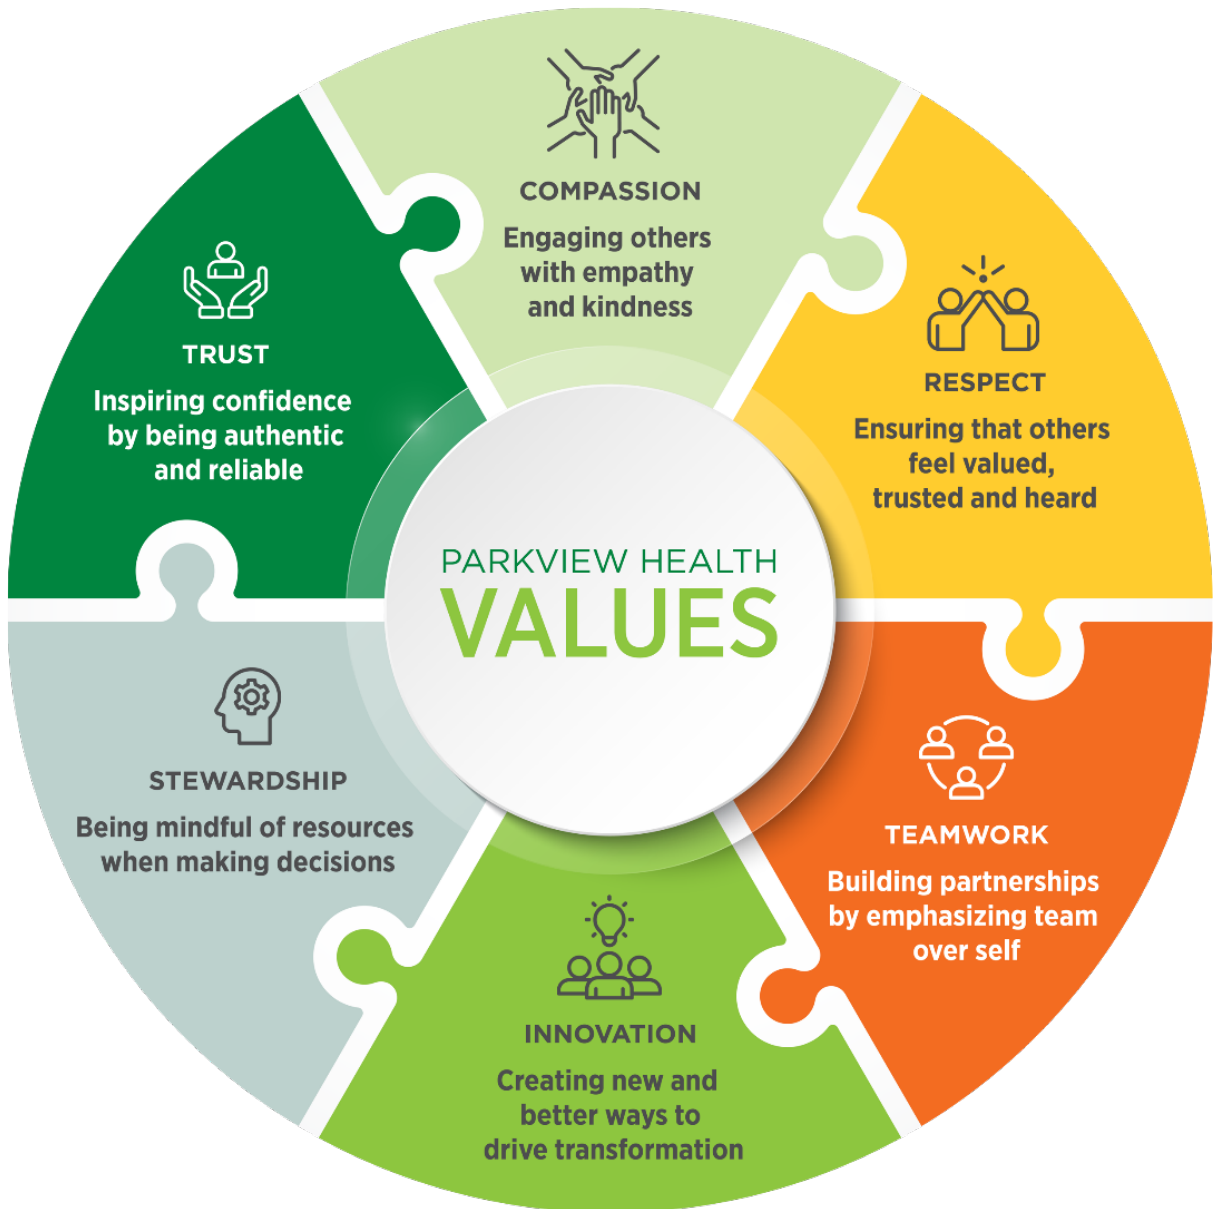 COMPASSION
Engaging others
with empathy
and kindness
RESPECT
Ensuring that others
feel valued,
trusted and heard
TEAMWORK
Building partnerships
by emphasizing team
over self
INNOVATION
Creating new and
better ways to
drive transformation
STEWARDSHIP
Being mindful of resources
when making decisions
TRUST
Inspiring confidence
by being authentic
and reliable
PARKVIEW HEALTH
VALUES